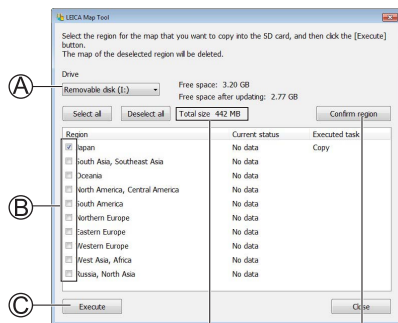 LEICA Map Tool
Select the region for the map that you want to copy into the SD card, and then click the [Execute]
button.
The map of the deselected region will be deleted.
Drive
Removable disk (I:)
Free space: 3.20 GB
Free space after updating: 2.77 GB
Select all Deselect all Total size 442 MB Confirm region
Region Current status Executed task
Japan No data Copy
South Asia, Southeast Asia No data
Oceania No data
North America, Central America No data
South America No data
Northern Europe No data
Eastern Europe No data
Western Europe No data
West Asia, Africa No data
Russia, North Asia No data
Execute Close
A
B
C